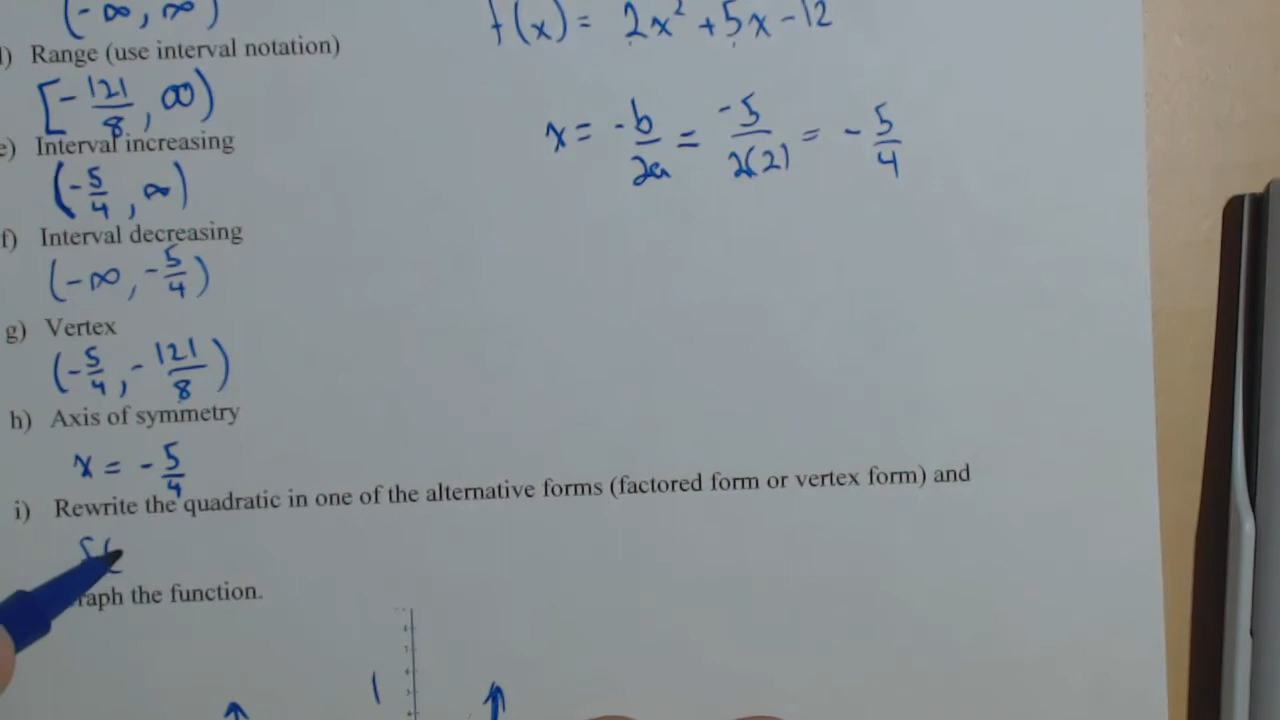 (-∞, ∞)
d) Range (use interval notation)
[-121/8, ∞)
e) Interval increasing
(-5/4, ∞)
f) Interval decreasing
(-∞, -5/4)
g) Vertex
(-5/4, -121/8)
h) Axis of symmetry
x = -5/4
i) Rewrite the quadratic in one of the alternative forms (factored form or vertex form) and
f(
raph the function.
f(x) = 2x² + 5x - 12
x = -b/2a = -5/2(2) = -5/4